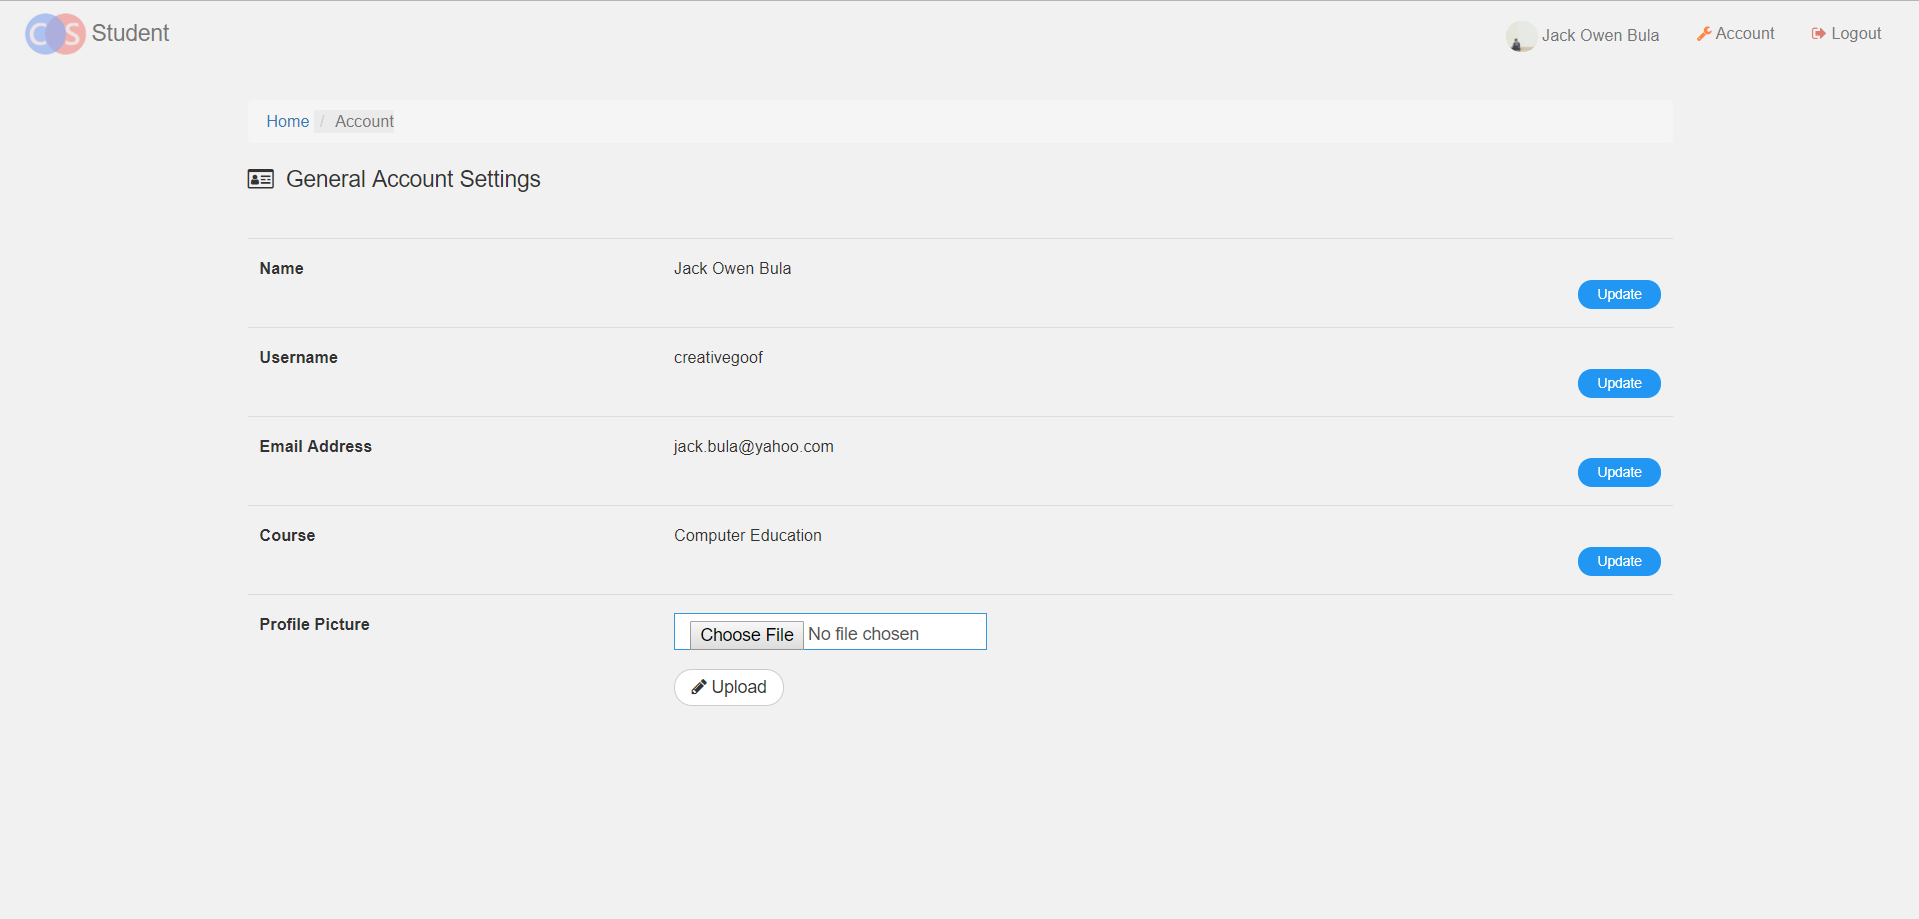 CS Student
Jack Owen Bula
Account
Logout
Home / Account
General Account Settings
Name
Jack Owen Bula
Update
Username
creativegoof
Update
Email Address
jack.bula@yahoo.com
Update
Course
Computer Education
Update
Profile Picture
Choose File No file chosen
Upload